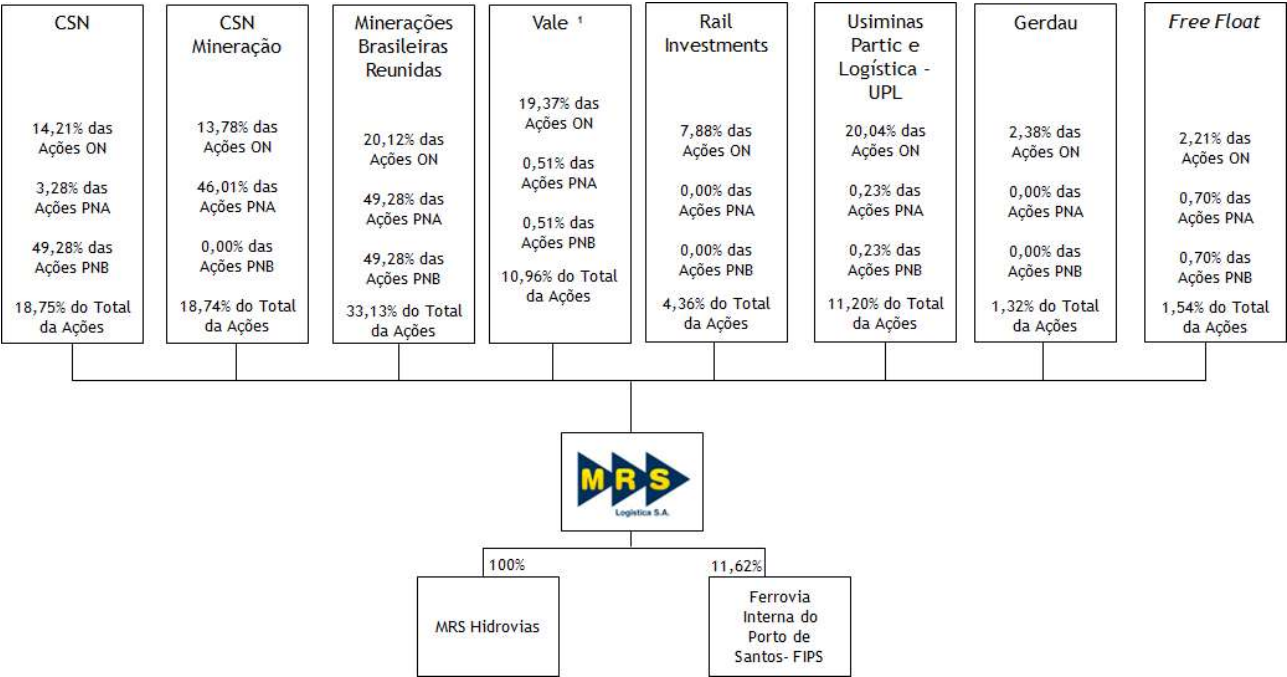 CSN
14,21% das
Ações ON
3,28% das
Ações PNA
49,28% das
Ações PNB
18,75% do Total
da Ações
CSN
Mineração
13,78% das
Ações ON
46,01% das
Ações PNA
0,00% das
Ações PNB
18,74% do Total
da Ações
Minerações
Brasileiras
Reunidas
20,12% das
Ações ON
49,28% das
Ações PNA
49,28% das
Ações PNB
33,13% do Total
da Ações
Vale ¹
19,37% das
Ações ON
0,51% das
Ações PNA
0,51% das
Ações PNB
10,96% do Total
da Ações
Rail
Investments
7,88% das
Ações ON
0,00% das
Ações PNA
0,00% das
Ações PNB
4,36% do Total
da Ações
Usiminas
Partic e
Logística -
UPL
20,04% das
Ações ON
0,23% das
Ações PNA
0,23% das
Ações PNB
11,20% do Total
da Ações
Gerdau
2,38% das
Ações ON
0,00% das
Ações PNA
0,00% das
Ações PNB
1,32% do Total
da Ações
Free Float
2,21% das
Ações ON
0,70% das
Ações PNA
0,70% das
Ações PNB
1,54% do Total
da Ações
MRS
Logística S.A.
100%
MRS Hidrovias
11,62%
Ferrovia
Interna do
Porto de
Santos- FIPS